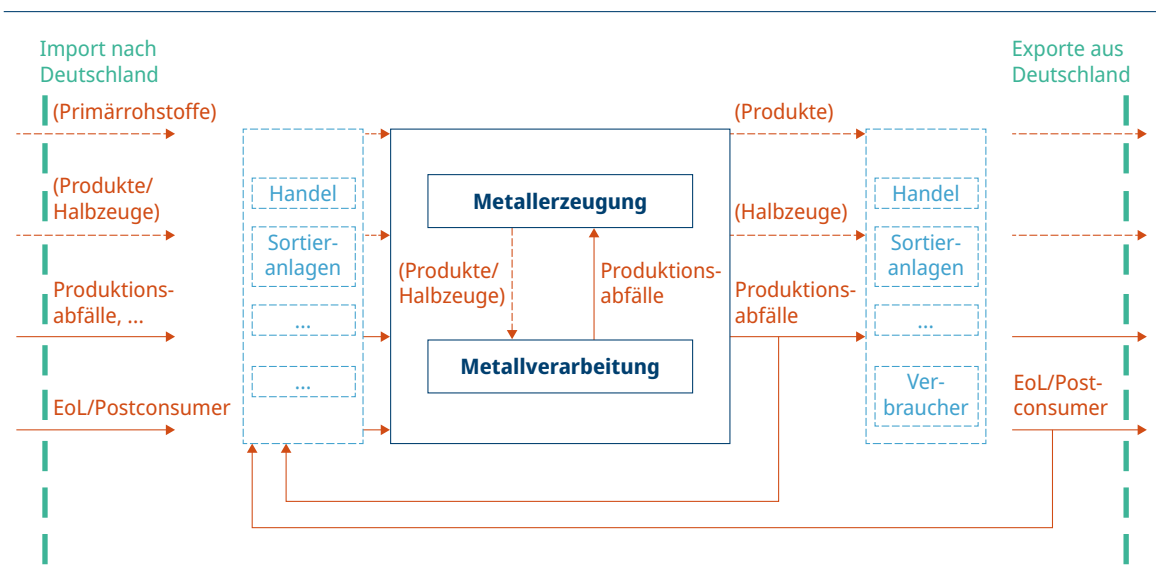 Import nach
Deutschland
Exporte aus
Deutschland
(Primärrohstoffe)
(Produkte/
Halbzeuge)
Produktions-
abfälle, ...
EoL/Postconsumer
Handel
Sortier-
anlagen
...
...
Metallerzeugung
(Produkte/
Halbzeuge)
Produktions-
abfälle
Metallverarbeitung
(Produkte)
(Halbzeuge)
Produktions-
abfälle
Handel
Sortier-
anlagen
...
Ver-
braucher
EoL/Post-
consumer